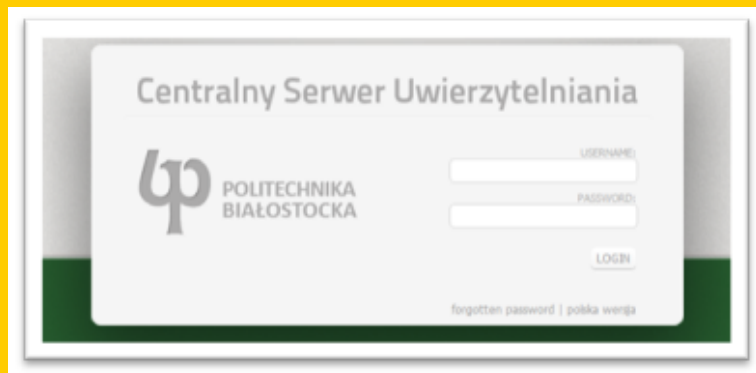 Centralny Serwer Uwierzytelniania
POLITECHNIKA
BIAŁOSTOCKA
USERNAME:
PASSWORD:
LOGIN
forgotten password | polska wersja